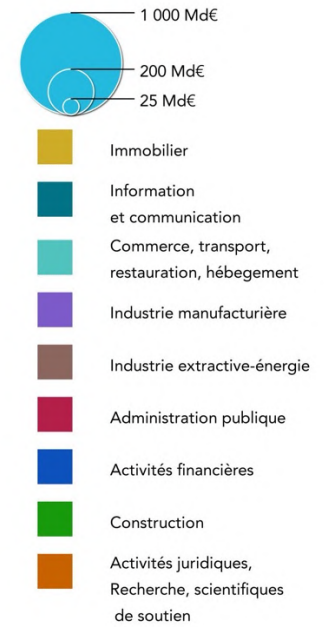 1 000 Md€
200 Md€
25 Md€
Immobilier
Information
et communication
Commerce, transport,
restauration, hébegement
Industrie manufacturière
Industrie extractive-énergie
Administration publique
Activités financières
Construction
Activités juridiques,
Recherche, scientifiques
de soutien